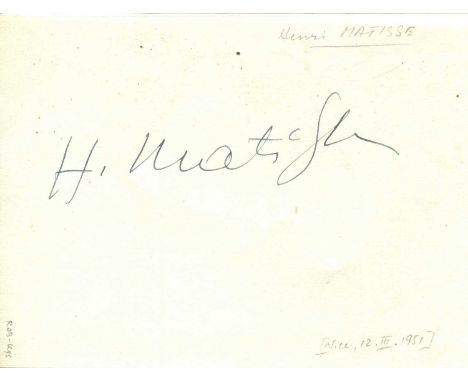 Henri MATISSE
H. Matisse
[Nice, 12.III.1951]